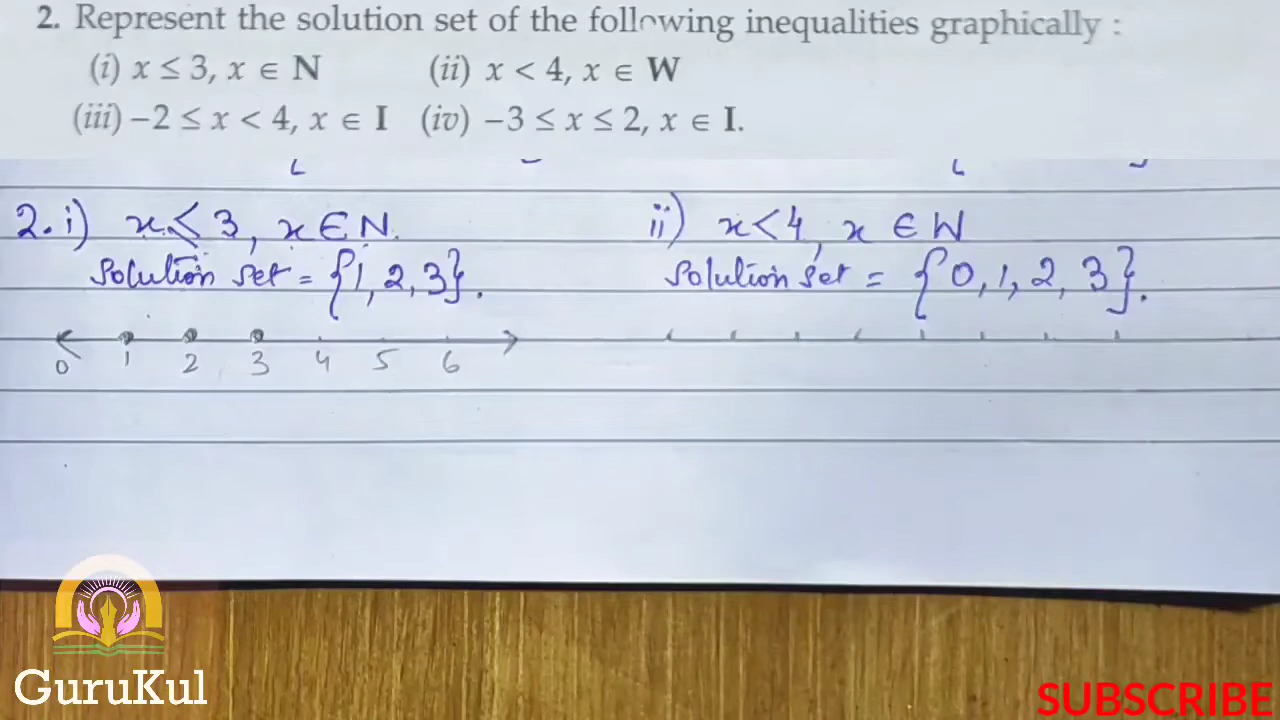 2. Represent the solution set of the following inequalities graphically :
(i) x ≤ 3, x ∈ N (ii) x < 4, x ∈ W
(iii) −2 ≤ x < 4, x ∈ I (iv) −3 ≤ x ≤ 2, x ∈ I.
2. i) x ≤ 3, x ∈ N. ii) x < 4, x ∈ W
Solution set = {1, 2, 3}. Solution set = {0, 1, 2, 3}.
0 1 2 3 4 5 6
GuruKul
SUBSCRIBE